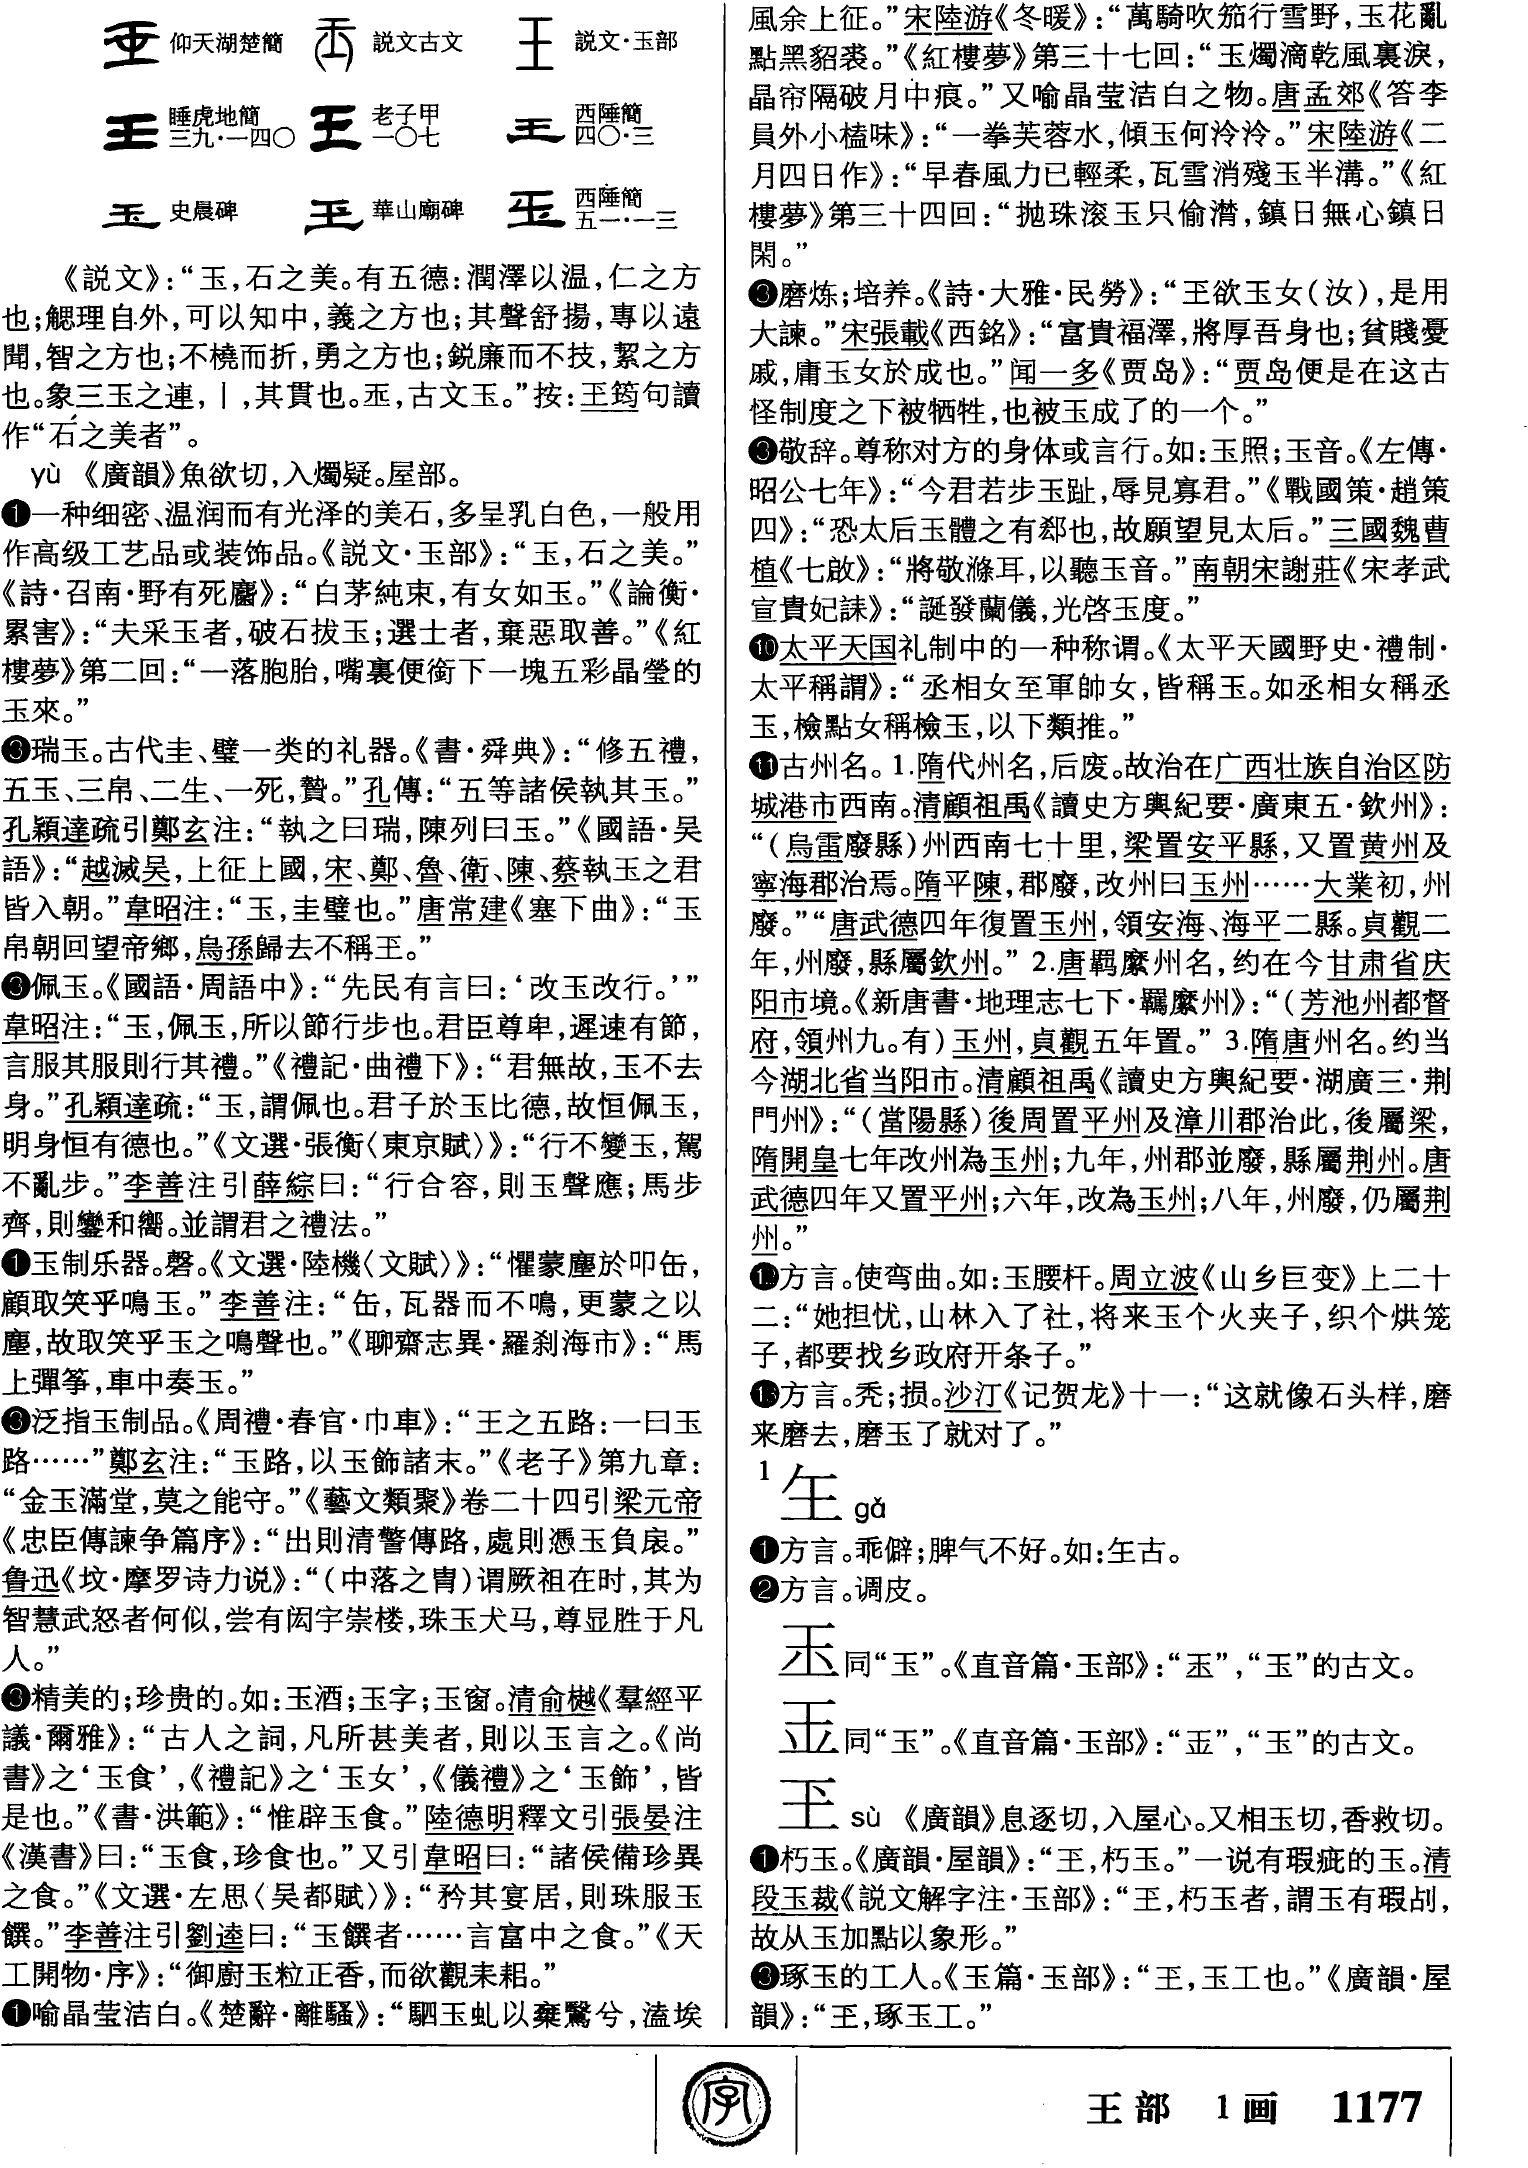 仰天湖楚簡 説文古文 説文·玉部
睡虎地簡三九·一四〇 老子甲一〇七 西陲簡四〇·三
史晨碑 華山廟碑 西陲簡五一·一三
《説文》：“玉，石之美。有五德：潤澤以温，仁之方
也；䚡理自外，可以知中，義之方也；其聲舒揚，專以遠
聞，智之方也；不橈而折，勇之方也；鋭廉而不技，絜之方
也。象三玉之連，丨，其貫也。𠙻，古文玉。”按：王筠句讀
作“石之美者”。
yù 《廣韻》魚欲切，入燭疑。屋部。
❶一种细密、温润而有光泽的美石，多呈乳白色，一般用
作高级工艺品或装饰品。《説文·玉部》：“玉，石之美。”
《詩·召南·野有死麕》：“白茅純束，有女如玉。”《論衡·
累害》：“夫采玉者，破石拔玉；選士者，棄惡取善。”《紅
樓夢》第二回：“一落胞胎，嘴裏便銜下一塊五彩晶瑩的
玉來。”
❸瑞玉。古代圭、璧一类的礼器。《書·舜典》：“修五禮，
五玉、三帛、二生、一死，贄。”孔傳：“五等諸侯執其玉。”
孔穎達疏引鄭玄注：“執之曰瑞，陳列曰玉。”《國語·吴
語》：“越滅吴，上征上國，宋、鄭、魯、衛、陳、蔡執玉之君
皆入朝。”韋昭注：“玉，圭璧也。”唐常建《塞下曲》：“玉
帛朝回望帝鄉，烏孫歸去不稱王。”
❸佩玉。《國語·周語中》：“先民有言曰：‘改玉改行。’”
韋昭注：“玉，佩玉，所以節行步也。君臣尊卑，遲速有節，
言服其服則行其禮。”《禮記·曲禮下》：“君無故，玉不去
身。”孔穎達疏：“玉，謂佩也。君子於玉比德，故恒佩玉，
明身恒有德也。”《文選·張衡〈東京賦〉》：“行不變玉，駕
不亂步。”李善注引薛綜曰：“行合容，則玉聲應；馬步
齊，則鑾和嚮。並謂君之禮法。”
❶玉制乐器。磬。《文選·陸機〈文賦〉》：“懼蒙塵於叩缶，
顧取笑乎鳴玉。”李善注：“缶，瓦器而不鳴，更蒙之以
塵，故取笑乎玉之鳴聲也。”《聊齋志異·羅刹海市》：“馬
上彈筝，車中奏玉。”
❸泛指玉制品。《周禮·春官·巾車》：“王之五路：一曰玉
路……”鄭玄注：“玉路，以玉飾諸末。”《老子》第九章：
“金玉滿堂，莫之能守。”《藝文類聚》卷二十四引梁元帝
《忠臣傳諫争篇序》：“出則清警傳路，處則憑玉負扆。”
鲁迅《坟·摩罗诗力说》：“（中落之胄）谓厥祖在时，其为
智慧武怒者何似，尝有闳宇崇楼，珠玉犬马，尊显胜于凡
人。”
❸精美的；珍贵的。如：玉酒；玉字；玉窗。清俞樾《羣經平
議·爾雅》：“古人之詞，凡所甚美者，則以玉言之。《尚
書》之‘玉食’，《禮記》之‘玉女’，《儀禮》之‘玉飾’，皆
是也。”《書·洪範》：“惟辟玉食。”陸德明釋文引張晏注
《漢書》曰：“玉食，珍食也。”又引韋昭曰：“諸侯備珍異
之食。”《文選·左思〈吴都賦〉》：“矜其宴居，則珠服玉
饌。”李善注引劉逵曰：“玉饌者……言富中之食。”《天
工開物·序》：“御廚玉粒正香，而欲觀耒耜。”
❶喻晶莹洁白。《楚辭·離騷》：“駟玉虬以椉鷖兮，溘埃
風余上征。”宋陸游《冬暖》：“萬騎吹笳行雪野，玉花亂
點黑貂裘。”《紅樓夢》第三十七回：“玉燭滴乾風裏淚，
晶帘隔破月中痕。”又喻晶莹洁白之物。唐孟郊《答李
員外小榼味》：“一拳芙蓉水，傾玉何泠泠。”宋陸游《二
月四日作》：“早春風力已輕柔，瓦雪消殘玉半溝。”《紅
樓夢》第三十四回：“抛珠滚玉只偷潸，鎮日無心鎮日
閑。”
❸磨炼；培养。《詩·大雅·民勞》：“王欲玉女（汝），是用
大諫。”宋張載《西銘》：“富貴福澤，將厚吾身也；貧賤憂
戚，庸玉女於成也。”闻一多《贾岛》：“贾岛便是在这古
怪制度之下被牺牲，也被玉成了的一个。”
❸敬辞。尊称对方的身体或言行。如：玉照；玉音。《左傳·
昭公七年》：“今君若步玉趾，辱見寡君。”《戰國策·趙策
四》：“恐太后玉體之有郄也，故願望見太后。”三國魏曹
植《七啟》：“將敬滌耳，以聽玉音。”南朝宋謝莊《宋孝武
宣貴妃誄》：“誕發蘭儀，光啓玉度。”
❿太平天国礼制中的一种称谓。《太平天國野史·禮制·
太平稱謂》：“丞相女至軍帥女，皆稱玉。如丞相女稱丞
玉，檢點女稱檢玉，以下類推。”
⓫古州名。1.隋代州名，后废。故治在广西壮族自治区防
城港市西南。清顧祖禹《讀史方輿紀要·廣東五·欽州》：
“（烏雷廢縣）州西南七十里，梁置安平縣，又置黄州及
寧海郡治焉。隋平陳，郡廢，改州曰玉州……大業初，州
廢。”“唐武德四年復置玉州，領安海、海平二縣。貞觀二
年，州廢，縣屬欽州。” 2.唐羁縻州名，约在今甘肃省庆
阳市境。《新唐書·地理志七下·羈縻州》：“（芳池州都督
府，領州九。有）玉州，貞觀五年置。” 3.隋唐州名。约当
今湖北省当阳市。清顧祖禹《讀史方輿紀要·湖廣三·荆
門州》：“（當陽縣）後周置平州及漳川郡治此，後屬梁，
隋開皇七年改州為玉州；九年，州郡並廢，縣屬荆州。唐
武德四年又置平州；六年，改為玉州；八年，州廢，仍屬荆
州。”
⓬方言。使弯曲。如：玉腰杆。周立波《山乡巨变》上二十
二：“她担忧，山林入了社，将来玉个火夹子，织个烘笼
子，都要找乡政府开条子。”
⓭方言。秃；损。沙汀《记贺龙》十一：“这就像石头样，磨
来磨去，磨玉了就对了。”
1 玍 gǎ
❶方言。乖僻；脾气不好。如：玍古。
❷方言。调皮。
同“玉”。《直音篇·玉部》：“”，“玉”的古文。
同“玉”。《直音篇·玉部》：“”，“玉”的古文。
玊 sù 《廣韻》息逐切，入屋心。又相玉切，香救切。
❶朽玉。《廣韻·屋韻》：“玊，朽玉。”一说有瑕疵的玉。清
段玉裁《説文解字注·玉部》：“玊，朽玉者，謂玉有瑕刮，
故从玉加點以象形。”
❸琢玉的工人。《玉篇·玉部》：“玊，玉工也。”《廣韻·屋
韻》：“玊，琢玉工。”
字
王部 1画 1177